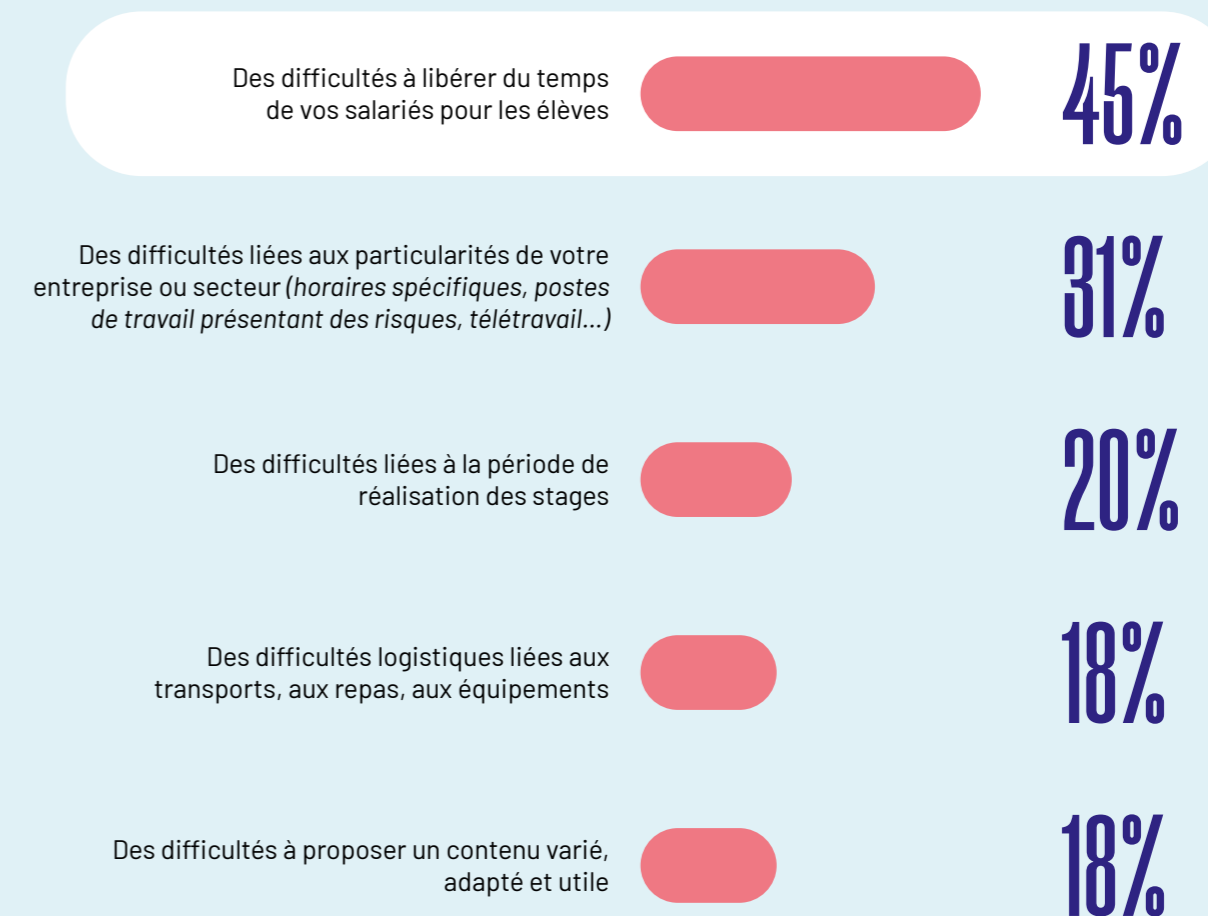 Des difficultés à libérer du temps
de vos salariés pour les élèves
45%
Des difficultés liées aux particularités de votre
entreprise ou secteur (horaires spécifiques, postes
de travail présentant des risques, télétravail...)
31%
Des difficultés liées à la période de
réalisation des stages
20%
Des difficultés logistiques liées aux
transports, aux repas, aux équipements
18%
Des difficultés à proposer un contenu varié,
adapté et utile
18%